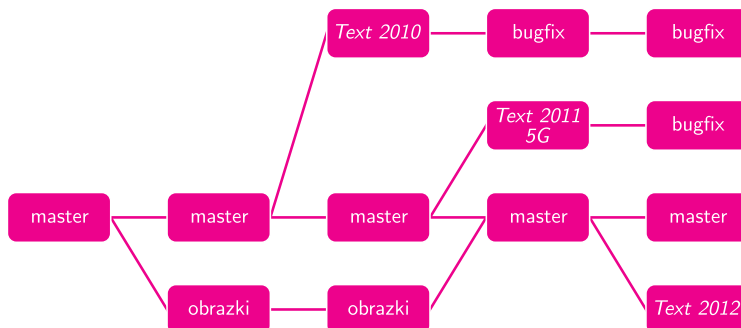 Text 2010
bugfix
bugfix
Text 2011
5G
bugfix
master
master
master
master
master
obrazki
obrazki
Text 2012